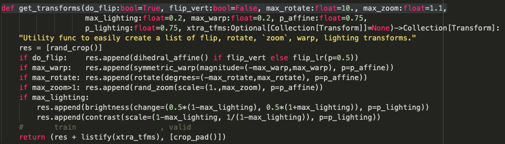 def get_transforms(do_flip:bool=True, flip_vert:bool=False, max_rotate:float=10., max_zoom:float=1.1,
max_lighting:float=0.2, max_warp:float=0.2, p_affine:float=0.75,
p_lighting:float=0.75, xtra_tfms:Optional[Collection[Transform]]=None)->Collection[Transform]:
"Utility func to easily create a list of flip, rotate, `zoom`, warp, lighting transforms."
res = [rand_crop()]
if do_flip: res.append(dihedral_affine() if flip_vert else flip_lr(p=0.5))
if max_warp: res.append(symmetric_warp(magnitude=(-max_warp,max_warp), p=p_affine))
if max_rotate: res.append(rotate(degrees=(-max_rotate,max_rotate), p=p_affine))
if max_zoom>1: res.append(rand_zoom(scale=(1.,max_zoom), p=p_affine))
if max_lighting:
res.append(brightness(change=(0.5*(1-max_lighting), 0.5*(1+max_lighting)), p=p_lighting))
res.append(contrast(scale=(1-max_lighting, 1/(1-max_lighting)), p=p_lighting))
# train , valid
return (res + listify(xtra_tfms), [crop_pad()])